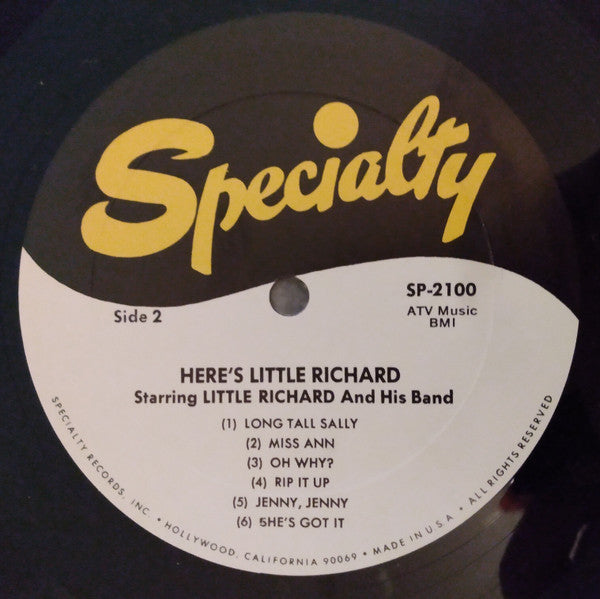 Specialty
Side 2
SP-2100
ATV Music
BMI
HERE'S LITTLE RICHARD
Starring LITTLE RICHARD And His Band
(1) LONG TALL SALLY
(2) MISS ANN
(3) OH WHY?
(4) RIP IT UP
(5) JENNY, JENNY
(6) SHE'S GOT IT
SPECIALTY RECORDS, INC. • HOLLYWOOD, CALIFORNIA 90069 • MADE IN U.S.A. • ALL RIGHTS RESERVED